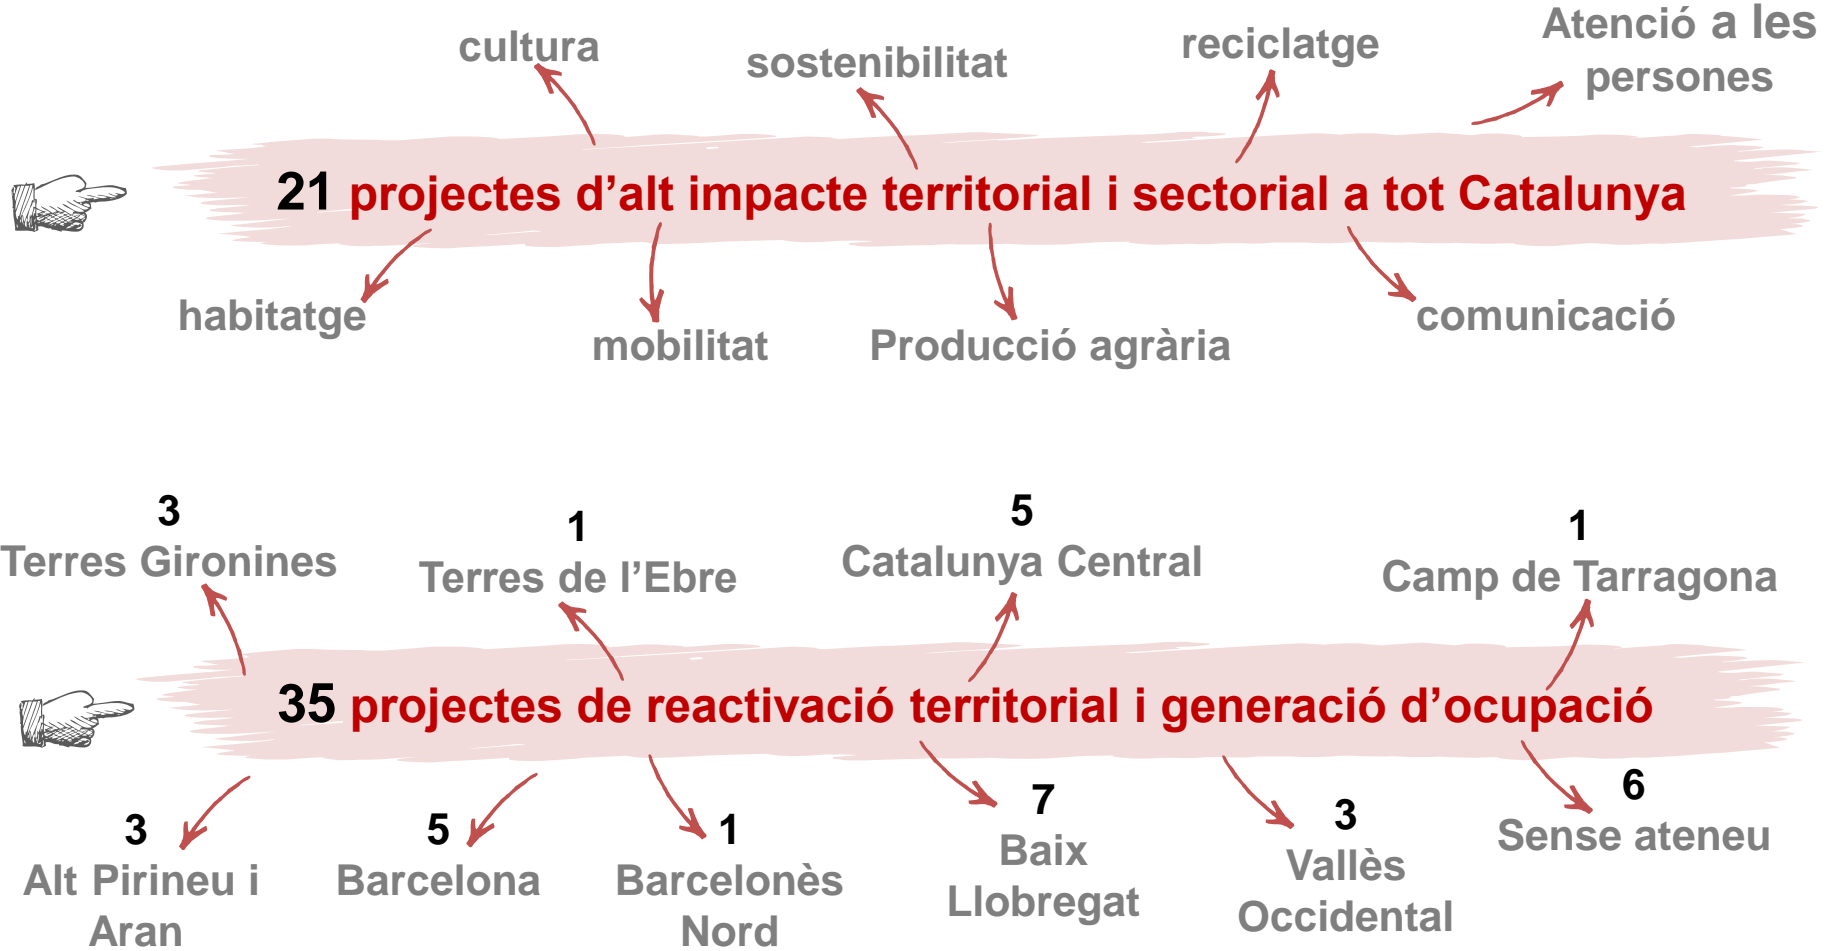 cultura
sostenibilitat
reciclatge
Atenció a les
persones
21 projectes d’alt impacte territorial i sectorial a tot Catalunya
habitatge
mobilitat
Producció agrària
comunicació
3
Terres Gironines
1
Terres de l’Ebre
5
Catalunya Central
1
Camp de Tarragona
35 projectes de reactivació territorial i generació d’ocupació
3
Alt Pirineu i
Aran
5
Barcelona
1
Barcelonès
Nord
7
Baix
Llobregat
3
Vallès
Occidental
6
Sense ateneu